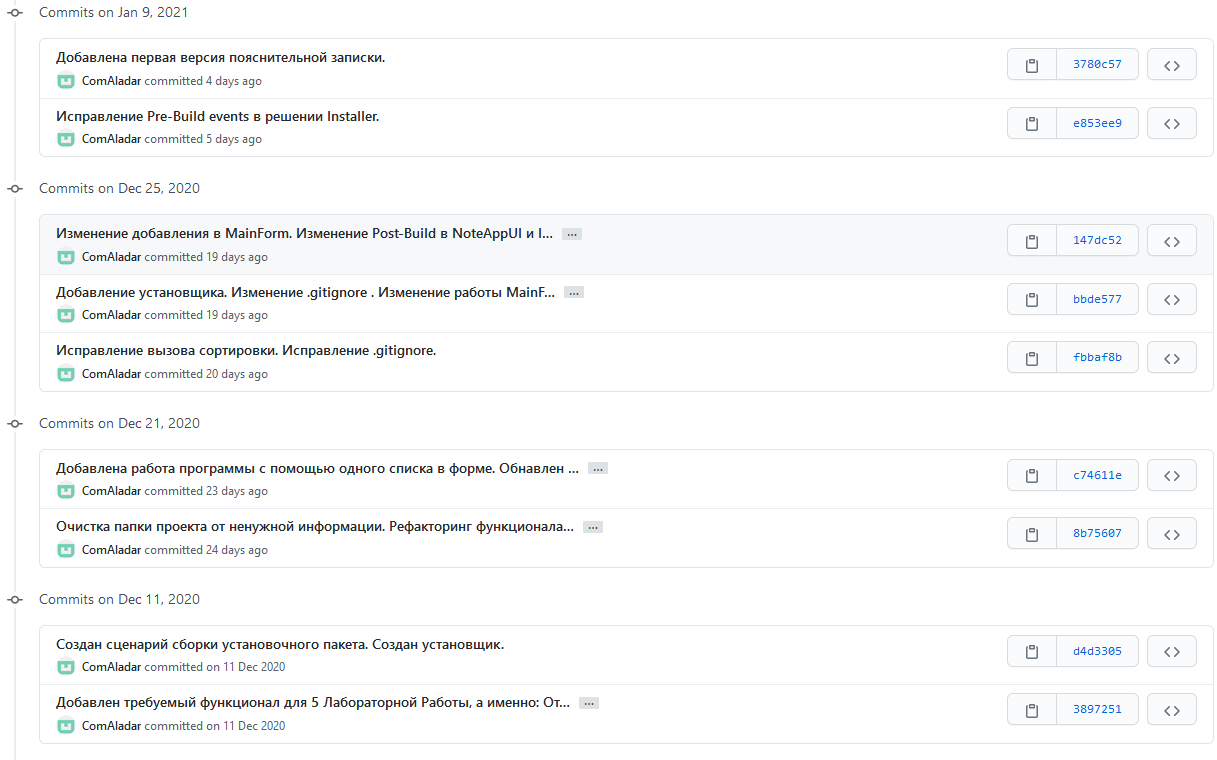 Commits on Jan 9, 2021
Добавлена первая версия пояснительной записки.
3780c57
ComAladar committed 4 days ago
Исправление Pre-Build events в решении Installer.
e853ee9
ComAladar committed 5 days ago
Commits on Dec 25, 2020
Изменение добавления в MainForm. Изменение Post-Build в NoteAppUI и I... ...
147dc52
ComAladar committed 19 days ago
Добавление установщика. Изменение .gitignore . Изменение работы MainF... ...
bbde577
ComAladar committed 19 days ago
Исправление вызова сортировки. Исправление .gitignore.
fbbaf8b
ComAladar committed 20 days ago
Commits on Dec 21, 2020
Добавлена работа программы с помощью одного списка в форме. Обнавлен ... ...
c74611e
ComAladar committed 23 days ago
Очистка папки проекта от ненужной информации. Рефакторинг функционала... ...
8b75607
ComAladar committed 24 days ago
Commits on Dec 11, 2020
Создан сценарий сборки установочного пакета. Создан установщик.
d4d3305
ComAladar committed on 11 Dec 2020
Добавлен требуемый функционал для 5 Лабораторной Работы, а именно: От... ...
3897251
ComAladar committed on 11 Dec 2020